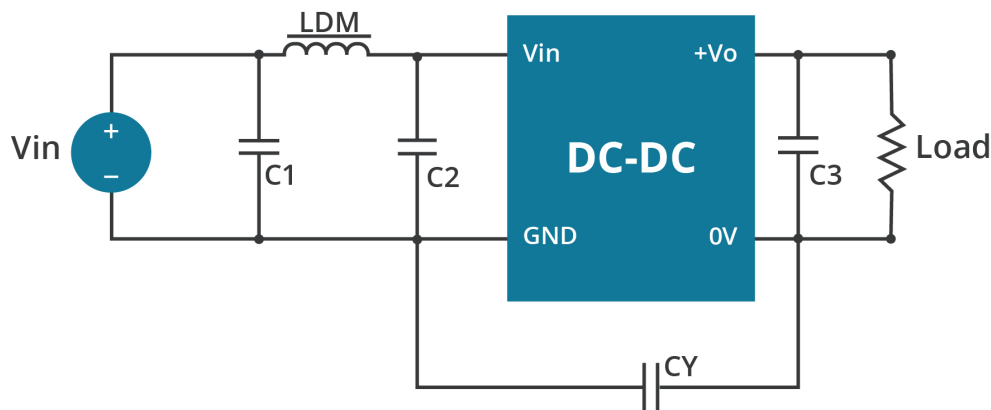 LDM
Vin
+
−
C1
C2
Vin
+Vo
DC-DC
GND
0V
C3
Load
CY